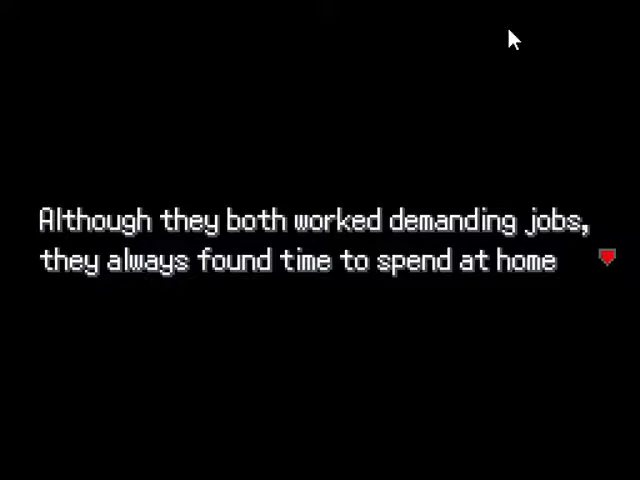 Although they both worked demanding jobs,
they always found time to spend at home